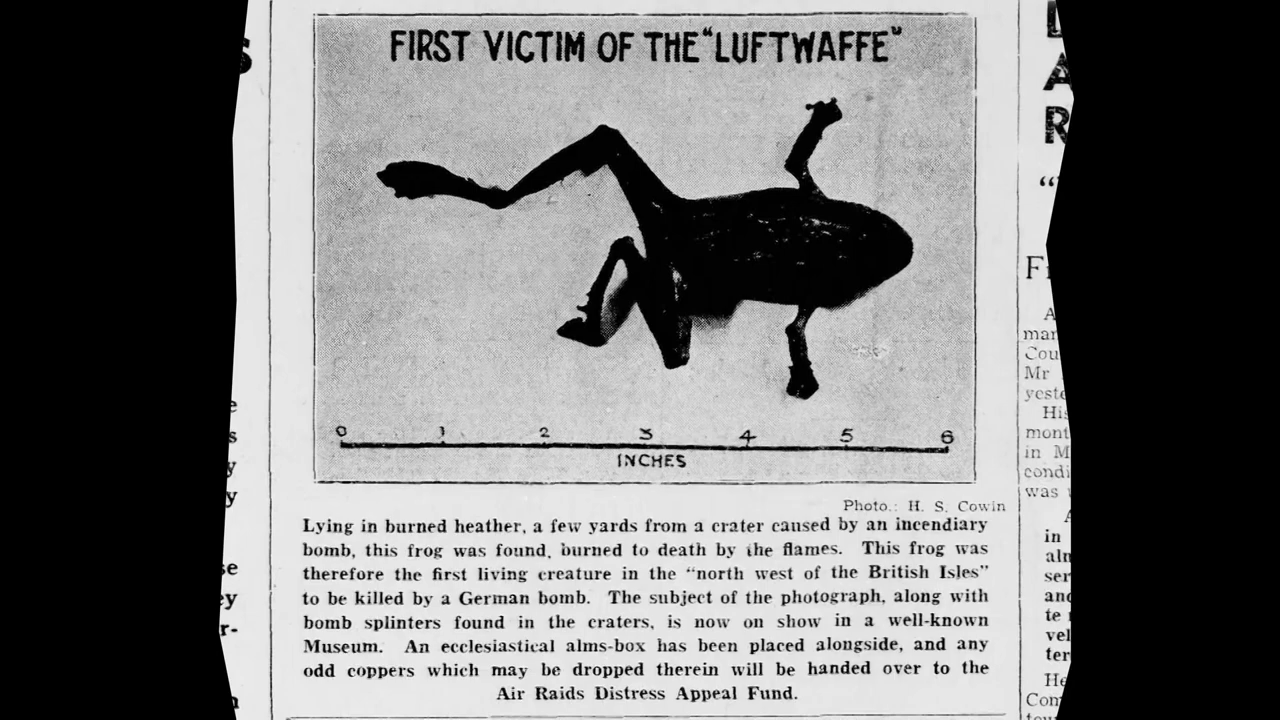 FIRST VICTIM OF THE "LUFTWAFFE"
0 1 2 3 4 5 6
INCHES
Photo.: H. S. Cowin
Lying in burned heather, a few yards from a crater caused by an incendiary
bomb, this frog was found, burned to death by the flames. This frog was
therefore the first living creature in the "north west of the British Isles"
to be killed by a German bomb. The subject of the photograph, along with
bomb splinters found in the craters, is now on show in a well-known
Museum. An ecclesiastical alms-box has been placed alongside, and any
odd coppers which may be dropped therein will be handed over to the
Air Raids Distress Appeal Fund.